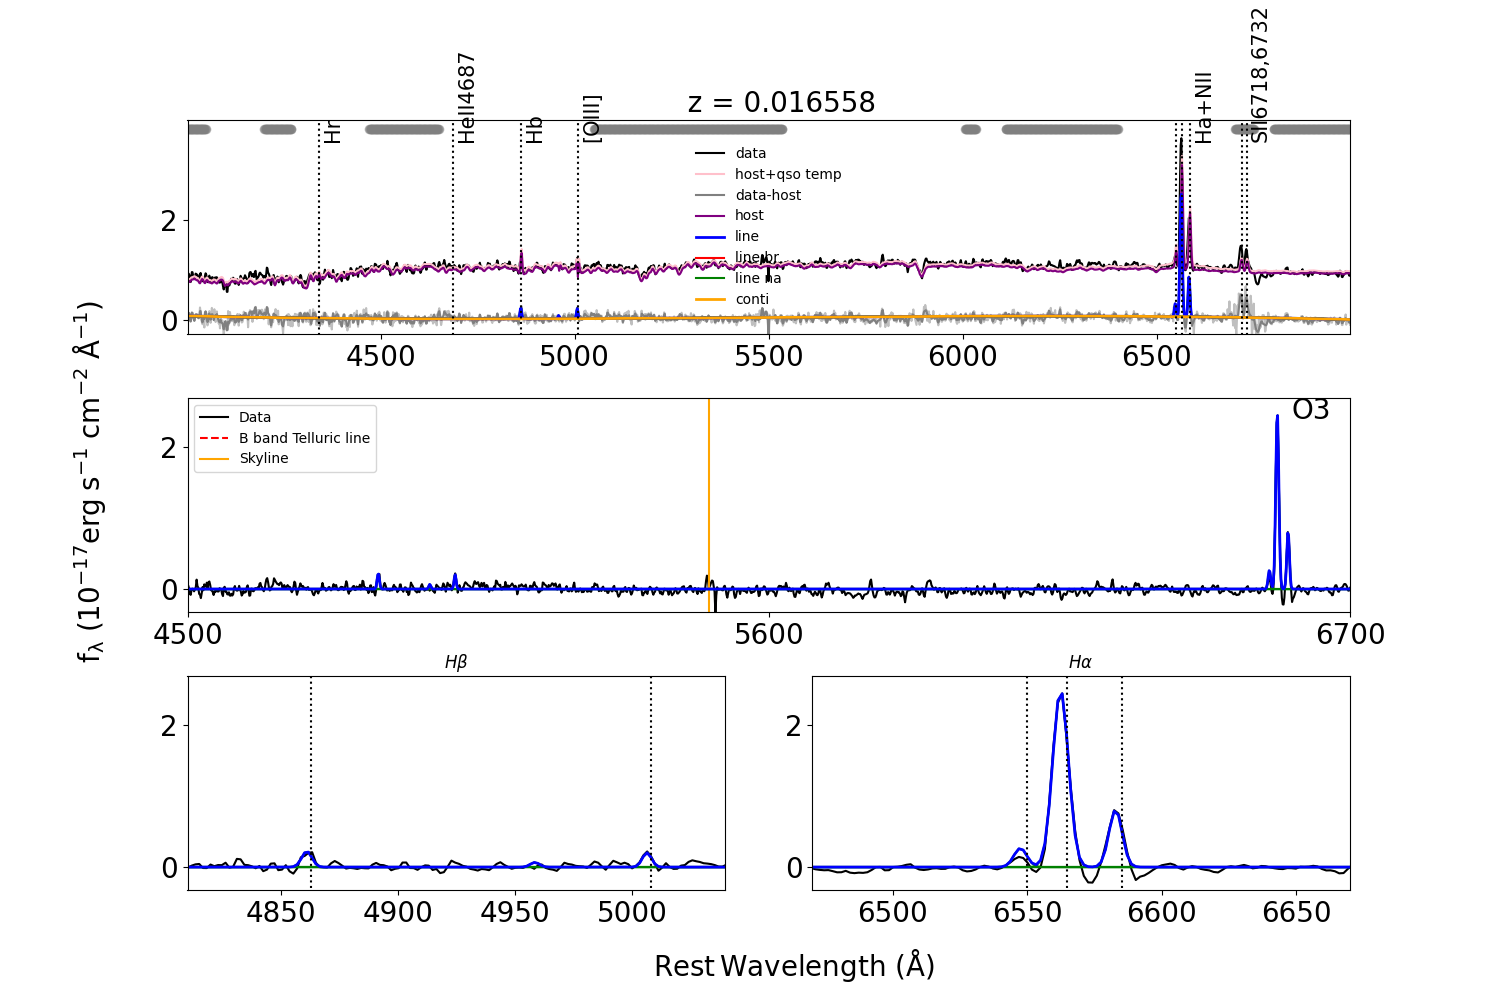 z = 0.016558
Hr
HeII4687
Hb
[OIII]
Ha+NII
SII6718,6732
data
host+qso temp
data-host
host
line
line br
line na
conti
2
0
4500
5000
5500
6000
6500
Data
B band Telluric line
Skyline
O3
2
0
4500
5600
6700
Hβ
2
0
4850
4900
4950
5000
Hα
2
0
6500
6550
6600
6650
fλ (10⁻¹⁷erg s⁻¹ cm⁻² Å⁻¹)
Rest Wavelength (Å)